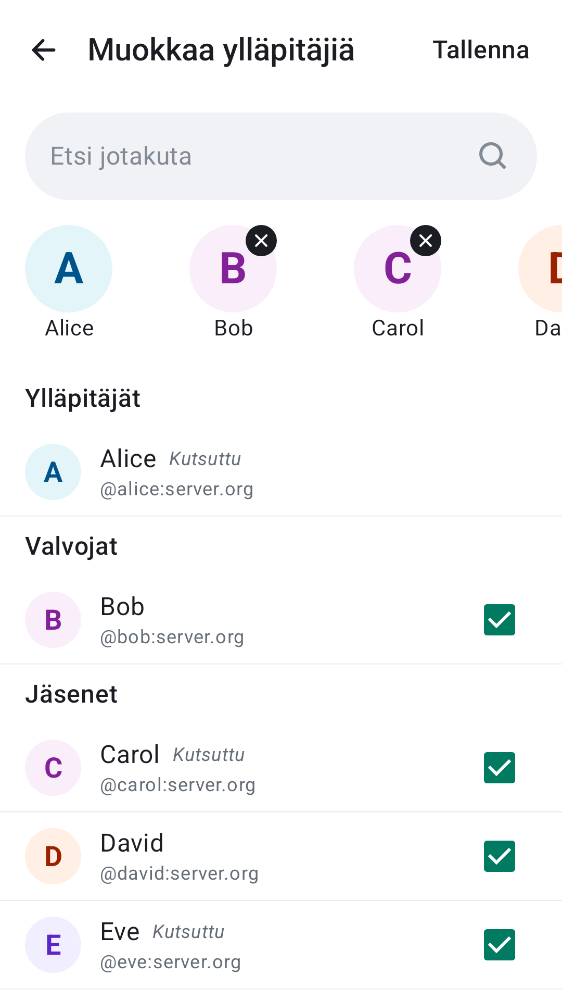 Muokkaa ylläpitäjiä Tallenna
Etsi jotakuta
A B C D
Alice Bob Carol Da
Ylläpitäjät
A Alice Kutsuttu
@alice:server.org
Valvojat
B Bob
@bob:server.org
Jäsenet
C Carol Kutsuttu
@carol:server.org
D David
@david:server.org
E Eve Kutsuttu
@eve:server.org